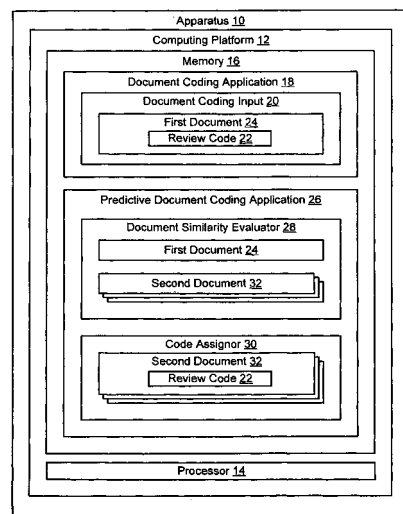 Apparatus 10
Computing Platform 12
Memory 16
Document Coding Application 18
Document Coding Input 20
First Document 24
Review Code 22
Predictive Document Coding Application 26
Document Similarity Evaluator 28
First Document 24
Second Document 32
Code Assignor 30
Second Document 32
Review Code 22
Processor 14